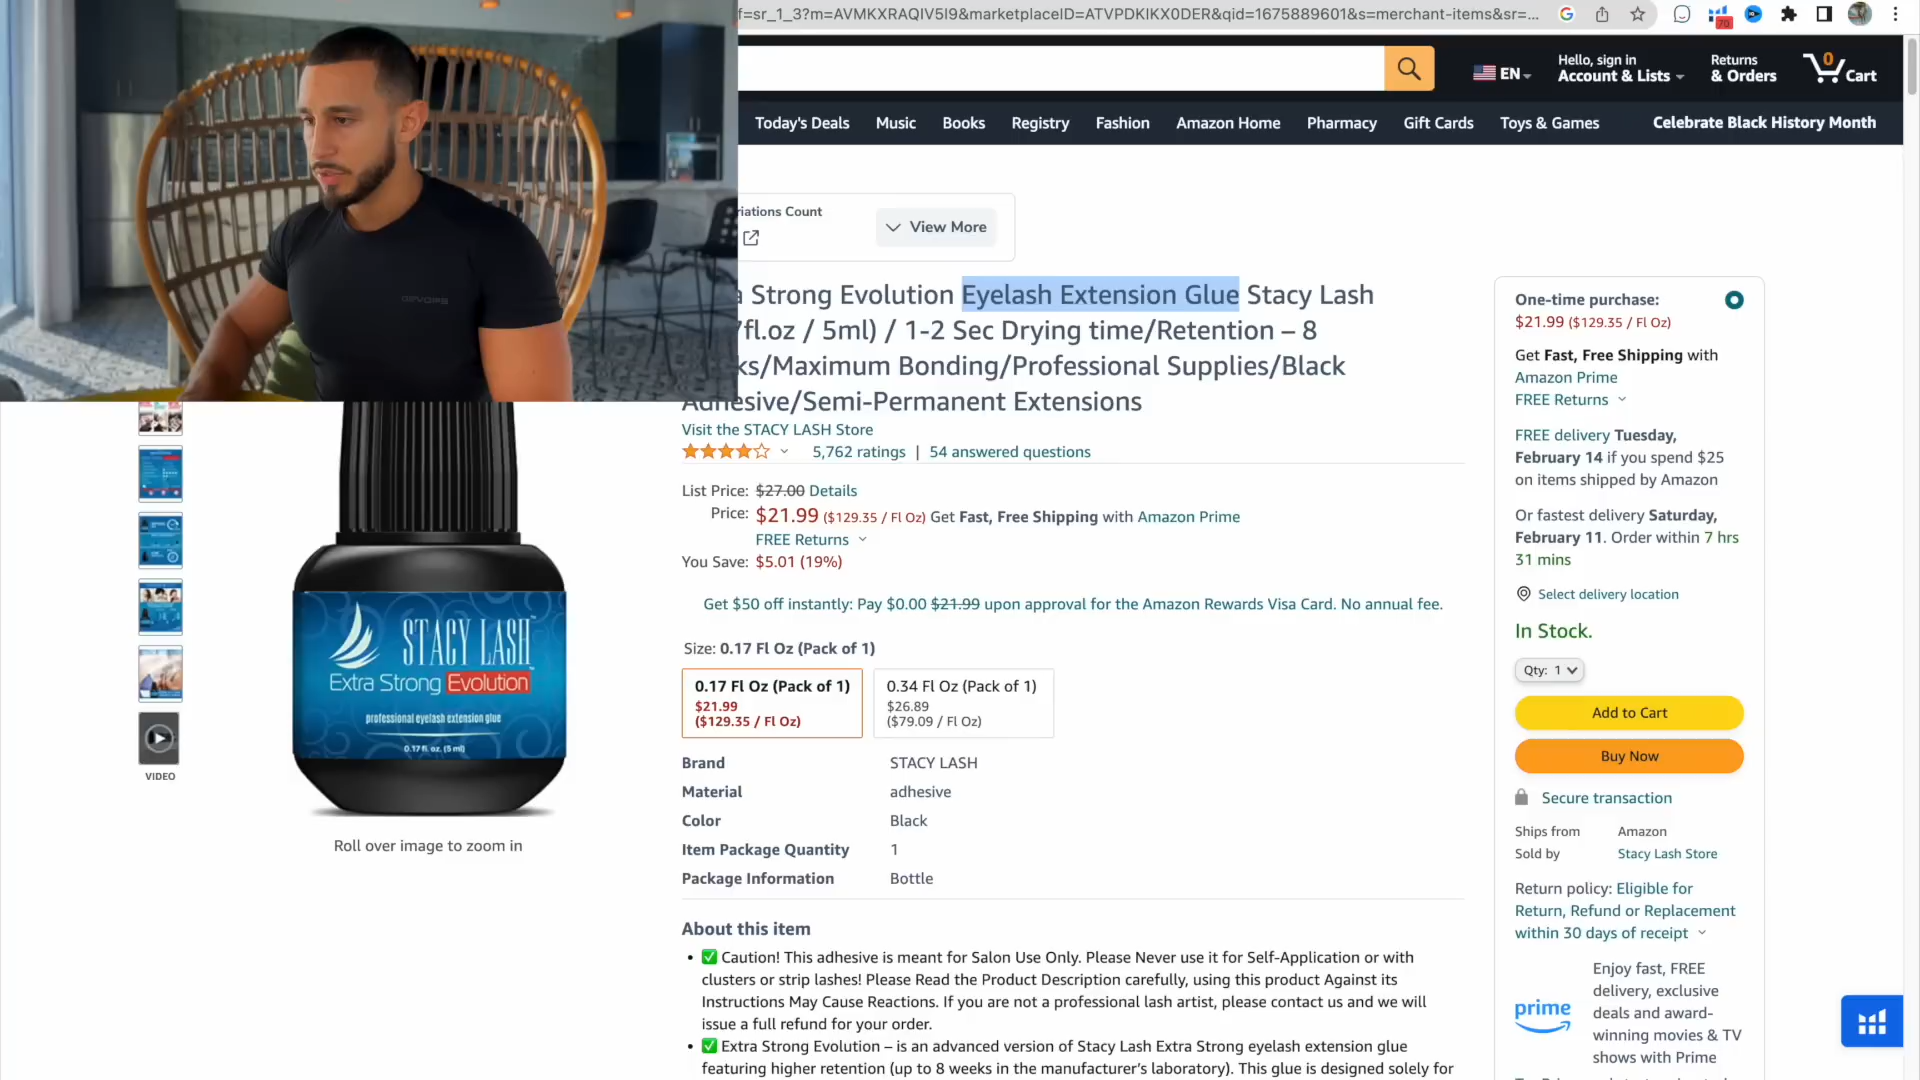 f=sr_1_3?m=AVMKXRAQIV5I9&marketplaceID=ATVPDKIKX0DER&qid=1675889601&s=merchant-items&sr=...
70
EN
Hello, sign in
Account & Lists
Returns
& Orders
0
Cart
Today's Deals
Music
Books
Registry
Fashion
Amazon Home
Pharmacy
Gift Cards
Toys & Games
Celebrate Black History Month
riations Count
View More
Strong Evolution Eyelash Extension Glue Stacy Lash
7fl.oz / 5ml) / 1-2 Sec Drying time/Retention – 8
ks/Maximum Bonding/Professional Supplies/Black
Adhesive/Semi-Permanent Extensions
Visit the STACY LASH Store
5,762 ratings | 54 answered questions
List Price: $27.00 Details
Price: $21.99 ($129.35 / Fl Oz) Get Fast, Free Shipping with Amazon Prime
FREE Returns
You Save: $5.01 (19%)
Get $50 off instantly: Pay $0.00 $21.99 upon approval for the Amazon Rewards Visa Card. No annual fee.
Size: 0.17 Fl Oz (Pack of 1)
0.17 Fl Oz (Pack of 1)
$21.99
($129.35 / Fl Oz)
0.34 Fl Oz (Pack of 1)
$26.89
($79.09 / Fl Oz)
Brand STACY LASH
Material adhesive
Color Black
Item Package Quantity 1
Package Information Bottle
About this item
• ✅ Caution! This adhesive is meant for Salon Use Only. Please Never use it for Self-Application or with
clusters or strip lashes! Please Read the Product Description carefully, using this product Against its
Instructions May Cause Reactions. If you are not a professional lash artist, please contact us and we will
issue a full refund for your order.
• ✅ Extra Strong Evolution – is an advanced version of Stacy Lash Extra Strong eyelash extension glue
featuring higher retention (up to 8 weeks in the manufacturer's laboratory). This glue is designed solely for
STACY LASH™
Extra Strong Evolution
professional eyelash extension glue
0.17 fl. oz. (5 ml)
VIDEO
Roll over image to zoom in
One-time purchase:
$21.99 ($129.35 / Fl Oz)
Get Fast, Free Shipping with
Amazon Prime
FREE Returns
FREE delivery Tuesday,
February 14 if you spend $25
on items shipped by Amazon
Or fastest delivery Saturday,
February 11. Order within 7 hrs
31 mins
Select delivery location
In Stock.
Qty: 1
Add to Cart
Buy Now
Secure transaction
Ships from Amazon
Sold by Stacy Lash Store
Return policy: Eligible for
Return, Refund or Replacement
within 30 days of receipt
prime
Enjoy fast, FREE
delivery, exclusive
deals and award-
winning movies & TV
shows with Prime